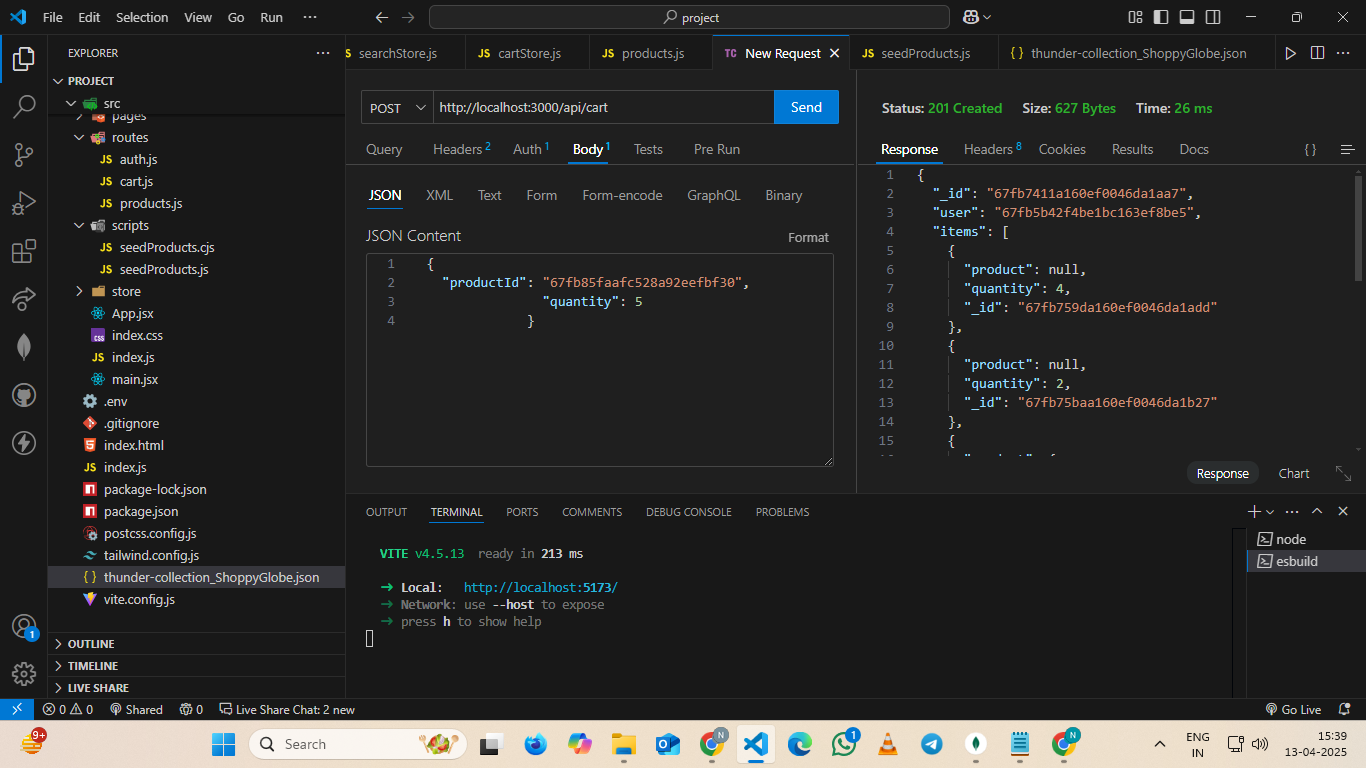 File Edit Selection View Go Run ··· project
EXPLORER ···
PROJECT
src
pages
routes
JS auth.js
JS cart.js
JS products.js
scripts
JS seedProducts.cjs
JS seedProducts.js
store
App.jsx
css index.css
JS index.js
main.jsx
.env
.gitignore
index.html
JS index.js
package-lock.json
package.json
postcss.config.js
tailwind.config.js
{ } thunder-collection_ShoppyGlobe.json
vite.config.js
OUTLINE
TIMELINE
LIVE SHARE
1
S searchStore.js JS cartStore.js JS products.js TC New Request JS seedProducts.js { } thunder-collection_ShoppyGlobe.json ···
POST http://localhost:3000/api/cart Send
Query Headers 2 Auth 1 Body 1 Tests Pre Run
JSON XML Text Form Form-encode GraphQL Binary
JSON Content Format
1 {
2 "productId": "67fb85faafc528a92eefbf30",
3 "quantity": 5
4 }
Status: 201 Created Size: 627 Bytes Time: 26 ms
Response Headers 8 Cookies Results Docs { }
1 {
2 "_id": "67fb7411a160ef0046da1aa7",
3 "user": "67fb5b42f4be1bc163ef8be5",
4 "items": [
5 {
6 "product": null,
7 "quantity": 4,
8 "_id": "67fb759da160ef0046da1add"
9 },
10 {
11 "product": null,
12 "quantity": 2,
13 "_id": "67fb75baa160ef0046da1b27"
14 },
15 {
Response Chart
OUTPUT TERMINAL PORTS COMMENTS DEBUG CONSOLE PROBLEMS
VITE v4.5.13 ready in 213 ms
➜ Local: http://localhost:5173/
➜ Network: use --host to expose
➜ press h to show help
node
esbuild
0 0 Shared 0 Live Share Chat: 2 new Go Live
9+ Search N 1 N ENG 15:39
IN 13-04-2025